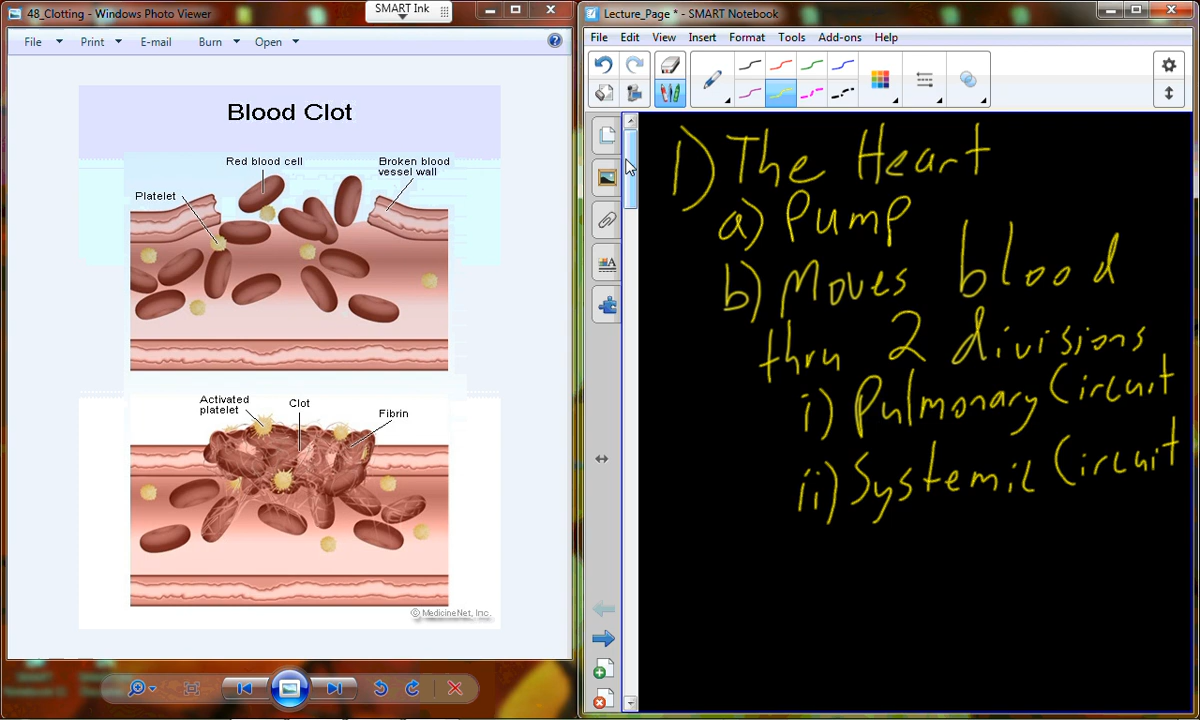 48_Clotting - Windows Photo Viewer
SMART Ink
File Print E-mail Burn Open
Blood Clot
Red blood cell
Broken blood
vessel wall
Platelet
Activated
platelet
Clot
Fibrin
© MedicineNet, Inc.
Lecture_Page * - SMART Notebook
File Edit View Insert Format Tools Add-ons Help
1) The Heart
a) Pump
b) Moves blood
thru 2 divisions
i) Pulmonary Circuit
ii) Systemic Circuit